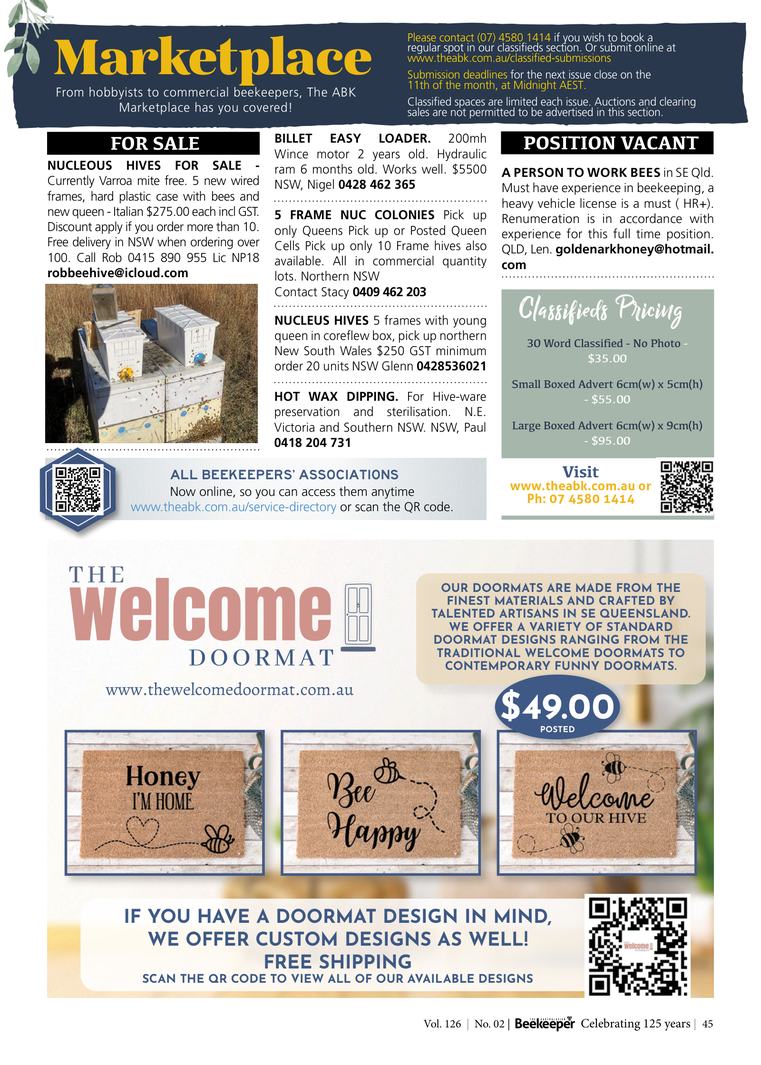 Marketplace
From hobbyists to commercial beekeepers, The ABK
Marketplace has you covered!
Please contact (07) 4580 1414 if you wish to book a
regular spot in our classifieds section. Or submit online at
www.theabk.com.au/classified-submissions
Submission deadlines for the next issue close on the
11th of the month, at Midnight AEST.
Classified spaces are limited each issue. Auctions and clearing
sales are not permitted to be advertised in this section.
FOR SALE
NUCLEOUS HIVES FOR SALE -
Currently Varroa mite free. 5 new wired
frames, hard plastic case with bees and
new queen - Italian $275.00 each incl GST.
Discount apply if you order more than 10.
Free delivery in NSW when ordering over
100. Call Rob 0415 890 955 Lic NP18
robbeehive@icloud.com
BILLET EASY LOADER. 200mh
Wince motor 2 years old. Hydraulic
ram 6 months old. Works well. $5500
NSW, Nigel 0428 462 365
5 FRAME NUC COLONIES Pick up
only Queens Pick up or Posted Queen
Cells Pick up only 10 Frame hives also
available. All in commercial quantity
lots. Northern NSW
Contact Stacy 0409 462 203
NUCLEUS HIVES 5 frames with young
queen in coreflew box, pick up northern
New South Wales $250 GST minimum
order 20 units NSW Glenn 0428536021
HOT WAX DIPPING. For Hive-ware
preservation and sterilisation. N.E.
Victoria and Southern NSW. NSW, Paul
0418 204 731
POSITION VACANT
A PERSON TO WORK BEES in SE Qld.
Must have experience in beekeeping, a
heavy vehicle license is a must ( HR+).
Renumeration is in accordance with
experience for this full time position.
QLD, Len. goldenarkhoney@hotmail.
com
Classifieds Pricing
30 Word Classified - No Photo -
$35.00
Small Boxed Advert 6cm(w) x 5cm(h)
- $55.00
Large Boxed Advert 6cm(w) x 9cm(h)
- $95.00
Visit
www.theabk.com.au or
Ph: 07 4580 1414
ALL BEEKEEPERS' ASSOCIATIONS
Now online, so you can access them anytime
www.theabk.com.au/service-directory or scan the QR code.
THE
welcome
DOORMAT
www.thewelcomedoormat.com.au
OUR DOORMATS ARE MADE FROM THE
FINEST MATERIALS AND CRAFTED BY
TALENTED ARTISANS IN SE QUEENSLAND.
WE OFFER A VARIETY OF STANDARD
DOORMAT DESIGNS RANGING FROM THE
TRADITIONAL WELCOME DOORMATS TO
CONTEMPORARY FUNNY DOORMATS.
$49.00
POSTED
Honey
I'M HOME
Bee
Happy
Welcome
TO OUR HIVE
IF YOU HAVE A DOORMAT DESIGN IN MIND,
WE OFFER CUSTOM DESIGNS AS WELL!
FREE SHIPPING
SCAN THE QR CODE TO VIEW ALL OF OUR AVAILABLE DESIGNS
welcome
Vol. 126 | No. 02 | Beekeeper Celebrating 125 years | 45